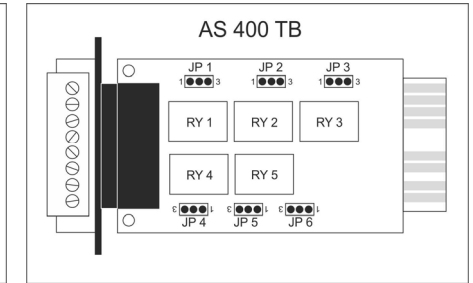 AS 400 TB
JP 1 JP 2 JP 3
1 3 1 3 1 3
RY 1 RY 2 RY 3
RY 4 RY 5
3 1 3 1 3 1
JP 4 JP 5 JP 6